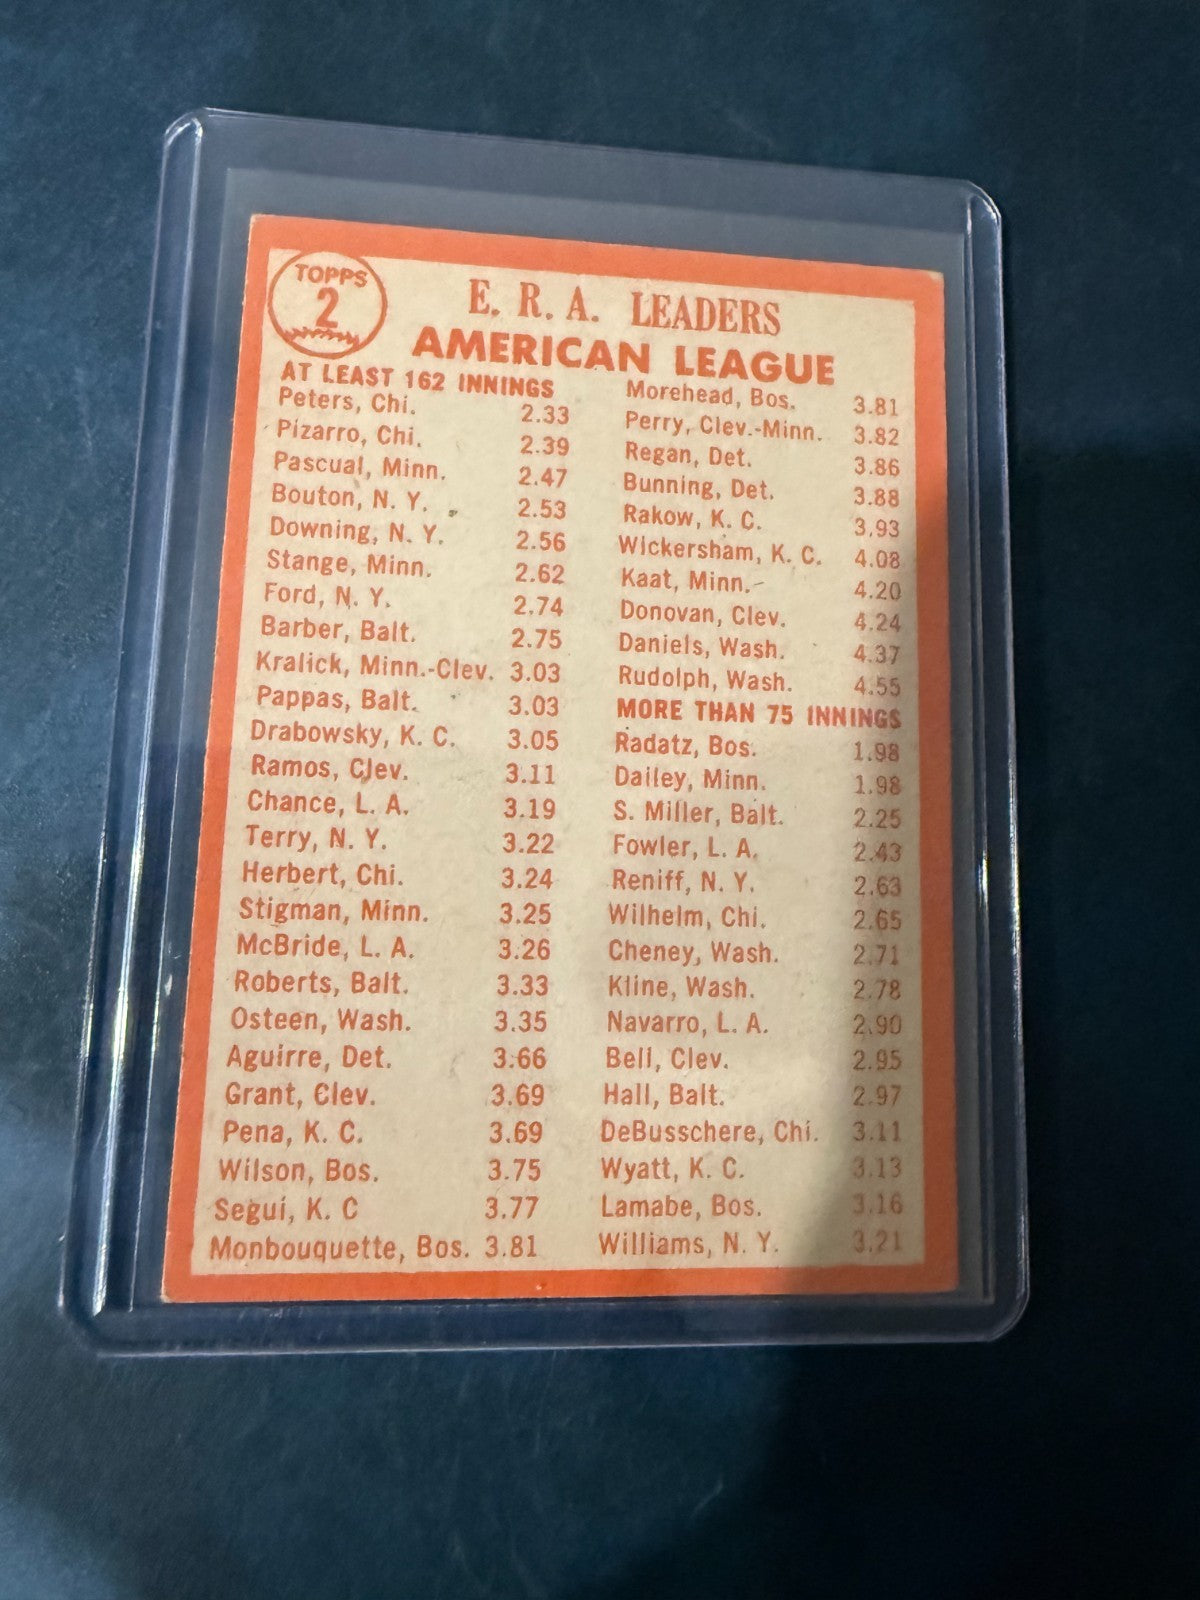 TOPPS
2
E. R. A. LEADERS
AMERICAN LEAGUE
AT LEAST 162 INNINGS
Peters, Chi. 2.33
Pizarro, Chi. 2.39
Pascual, Minn. 2.47
Bouton, N. Y. 2.53
Downing, N. Y. 2.56
Stange, Minn. 2.62
Ford, N. Y. 2.74
Barber, Balt. 2.75
Kralick, Minn.-Clev. 3.03
Pappas, Balt. 3.03
Drabowsky, K. C. 3.05
Ramos, Clev. 3.11
Chance, L. A. 3.19
Terry, N. Y. 3.22
Herbert, Chi. 3.24
Stigman, Minn. 3.25
McBride, L. A. 3.26
Roberts, Balt. 3.33
Osteen, Wash. 3.35
Aguirre, Det. 3.66
Grant, Clev. 3.69
Pena, K. C. 3.69
Wilson, Bos. 3.75
Segui, K. C 3.77
Monbouquette, Bos. 3.81
Morehead, Bos. 3.81
Perry, Clev.-Minn. 3.82
Regan, Det. 3.86
Bunning, Det. 3.88
Rakow, K. C. 3.93
Wickersham, K. C. 4.08
Kaat, Minn. 4.20
Donovan, Clev. 4.24
Daniels, Wash. 4.37
Rudolph, Wash. 4.55
MORE THAN 75 INNINGS
Radatz, Bos. 1.98
Dailey, Minn. 1.98
S. Miller, Balt. 2.25
Fowler, L. A. 2.43
Reniff, N. Y. 2.63
Wilhelm, Chi. 2.65
Cheney, Wash. 2.71
Kline, Wash. 2.78
Navarro, L. A. 2.90
Bell, Clev. 2.95
Hall, Balt. 2.97
DeBusschere, Chi. 3.11
Wyatt, K. C. 3.13
Lamabe, Bos. 3.16
Williams, N. Y. 3.21